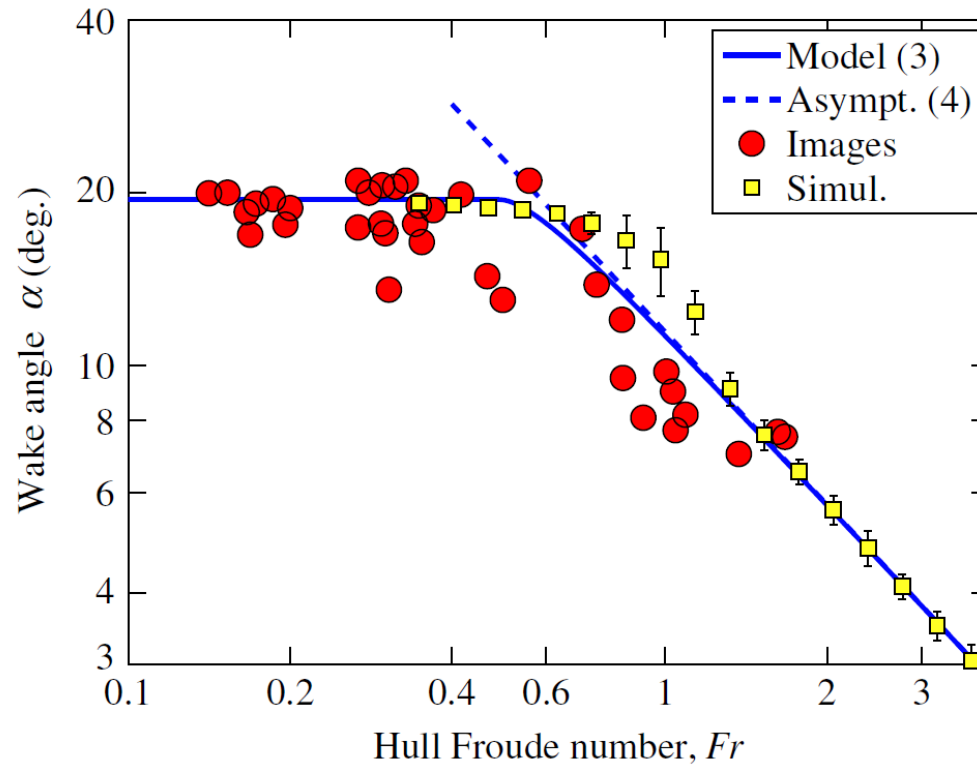 Model (3)
Asympt. (4)
Images
Simul.
40
20
10
8
6
4
3
Wake angle α (deg.)
0.1 0.2 0.4 0.6 1 2 3
Hull Froude number, Fr